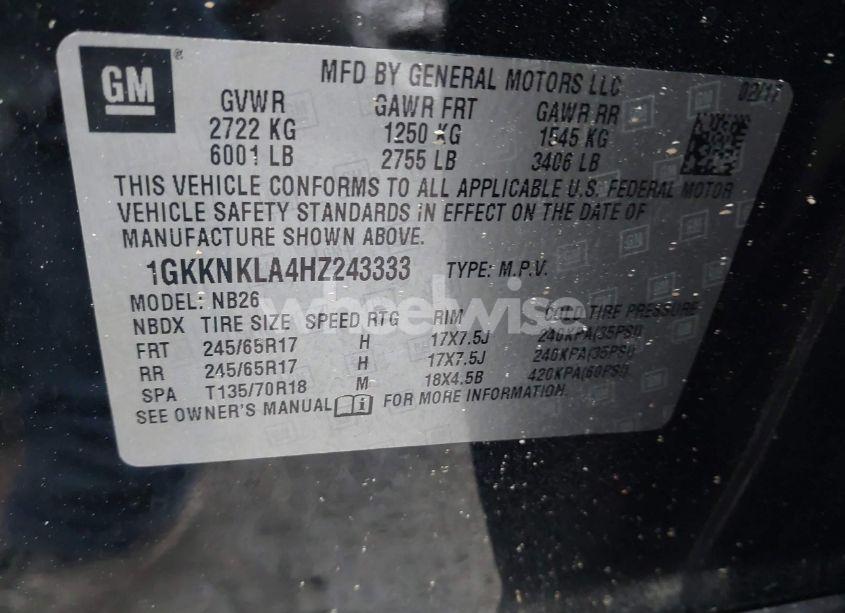 GM
MFD BY GENERAL MOTORS LLC 02/17
GVWR GAWR FRT GAWR RR
2722 KG 1250 KG 1545 KG
6001 LB 2755 LB 3406 LB
THIS VEHICLE CONFORMS TO ALL APPLICABLE U.S. FEDERAL MOTOR
VEHICLE SAFETY STANDARDS IN EFFECT ON THE DATE OF
MANUFACTURE SHOWN ABOVE.
1GKKNKLA4HZ243333 TYPE: M.P.V.
wheelwise
MODEL: NB26
NBDX TIRE SIZE SPEED RTG RIM COLD TIRE PRESSURE
FRT 245/65R17 H 17X7.5J 240KPA(35PSI)
RR 245/65R17 H 17X7.5J 240KPA(35PSI)
SPA T135/70R18 M 18X4.5B 420KPA(60PSI)
SEE OWNER'S MANUAL FOR MORE INFORMATION.